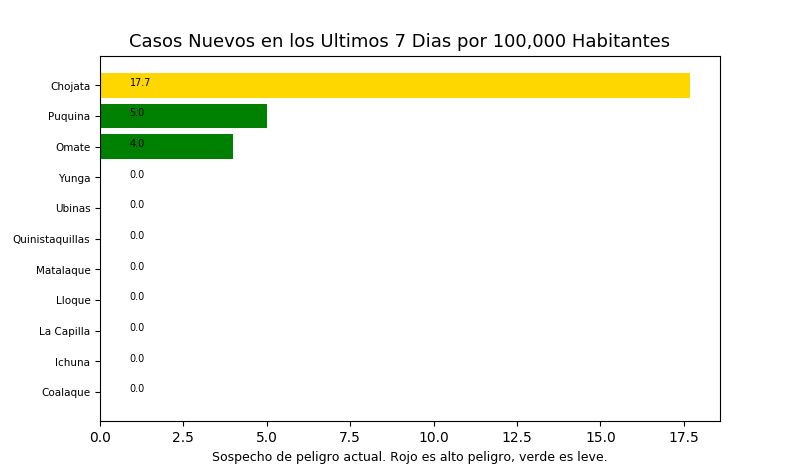 Casos Nuevos en los Ultimos 7 Dias por 100,000 Habitantes
Chojata 17.7
Puquina 5.0
Omate 4.0
Yunga 0.0
Ubinas 0.0
Quinistaquillas 0.0
Matalaque 0.0
Lloque 0.0
La Capilla 0.0
Ichuna 0.0
Coalaque 0.0
0.0 2.5 5.0 7.5 10.0 12.5 15.0 17.5
Sospecho de peligro actual. Rojo es alto peligro, verde es leve.